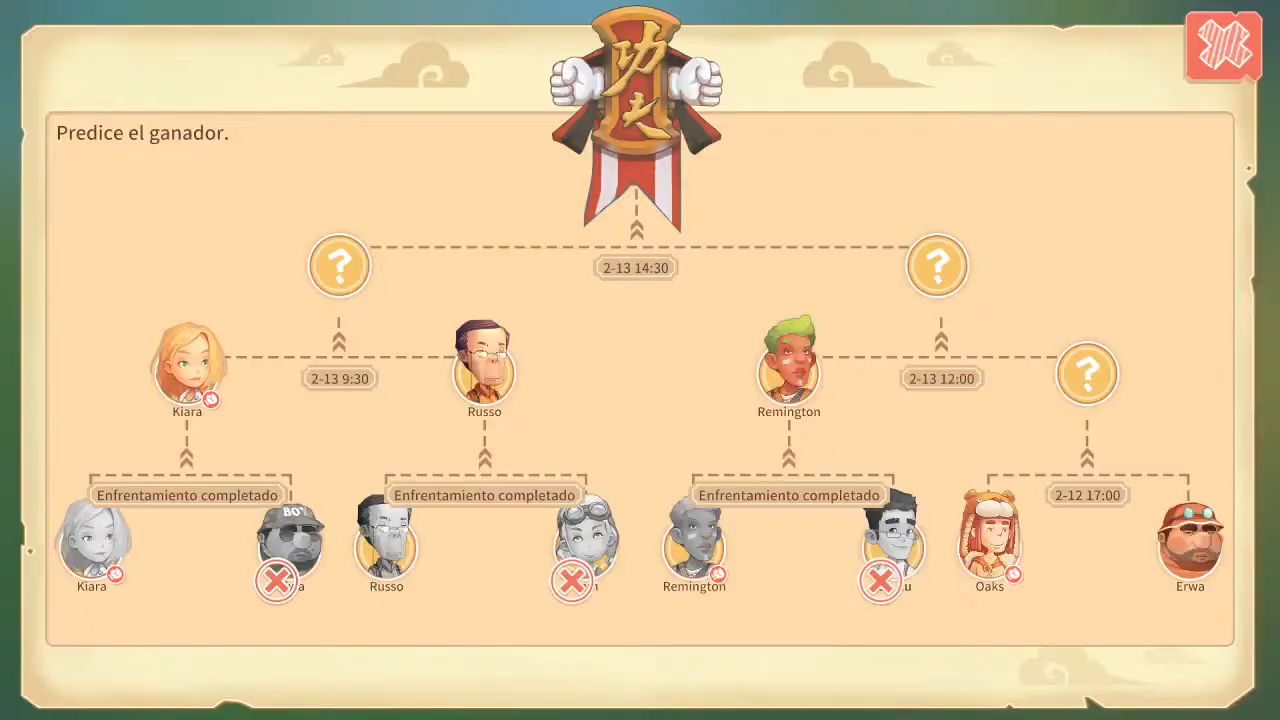 功
夫
Predice el ganador.
?
?
2-13 14:30
2-13 9:30
2-13 12:00
?
Kiara
Russo
Remington
Enfrentamiento completado
Enfrentamiento completado
Enfrentamiento completado
2-12 17:00
BOY
Kiara
Russo
Remington
Oaks
Erwa